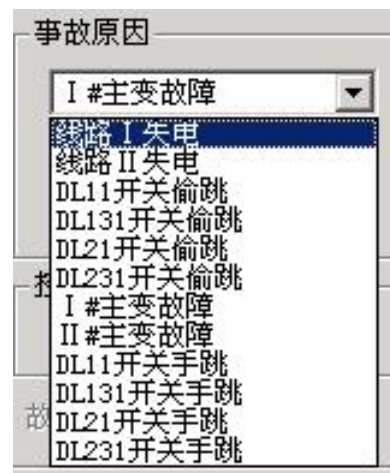 事故原因
Ⅰ#主变故障
线路Ⅰ失电
线路Ⅱ失电
DL11开关偷跳
DL131开关偷跳
DL21开关偷跳
DL231开关偷跳
Ⅰ#主变故障
Ⅱ#主变故障
DL11开关手跳
DL131开关手跳
DL21开关手跳
DL231开关手跳
故